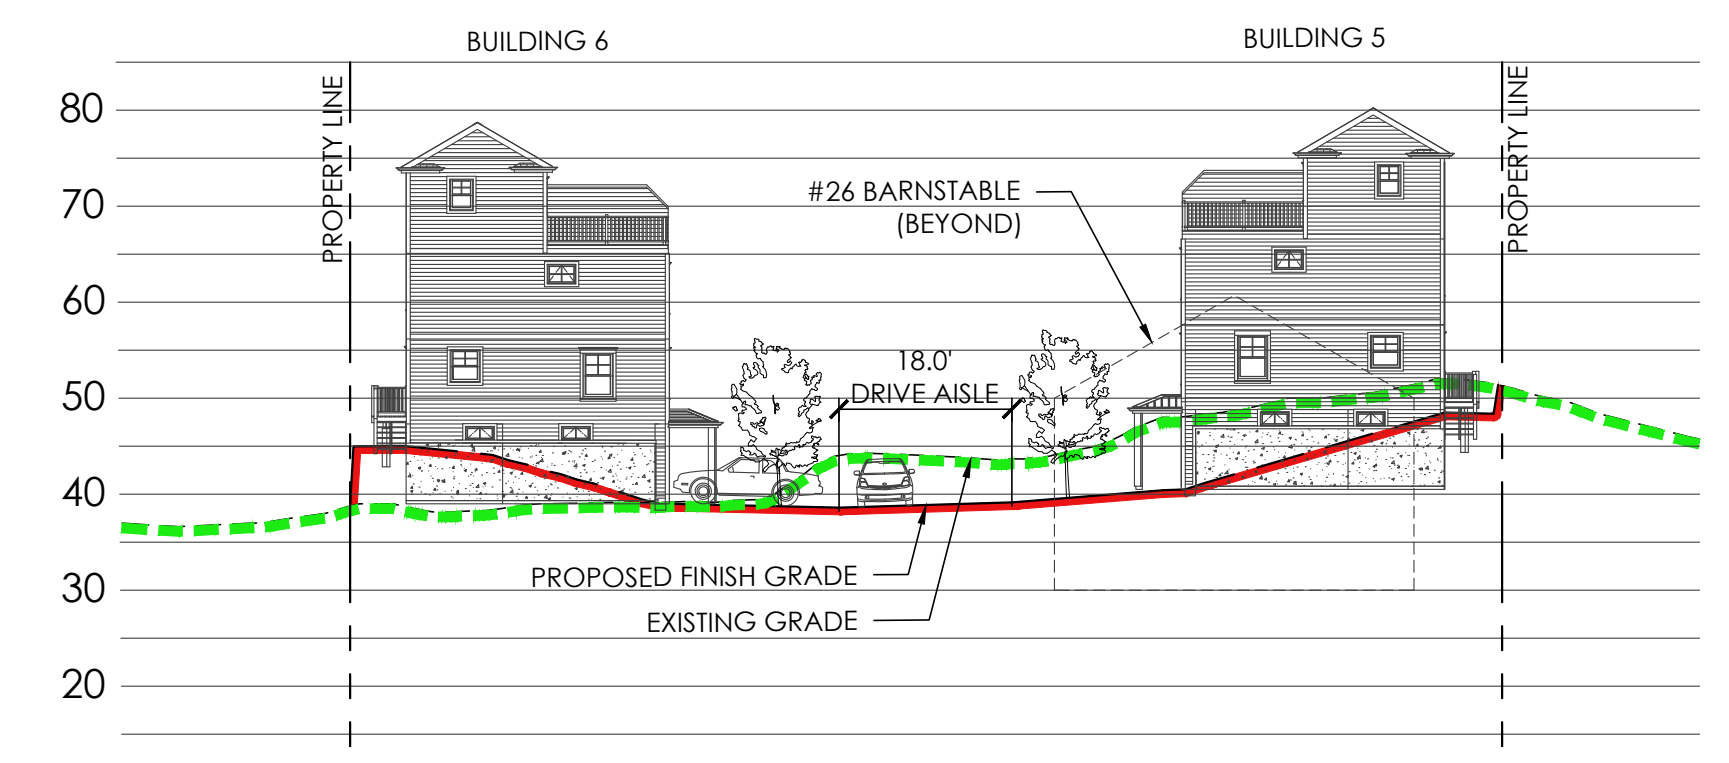 BUILDING 6
BUILDING 5
PROPERTY LINE
PROPERTY LINE
80
70
60
50
40
30
20
#26 BARNSTABLE
(BEYOND)
18.0'
DRIVE AISLE
PROPOSED FINISH GRADE
EXISTING GRADE